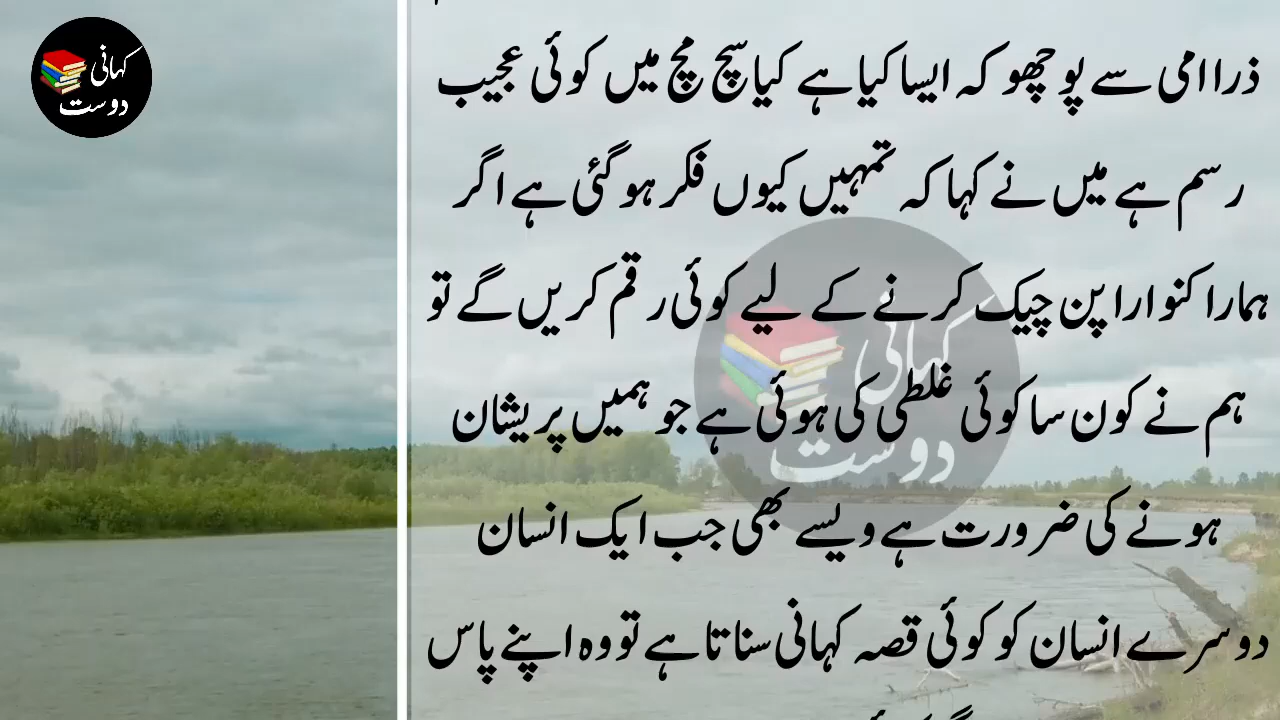 کہانی
دوست
ذرا امی سے پوچھو کہ ایسا کیا ہے کیا سچ مچ میں کوئی عجیب
رسم ہے میں نے کہا کہ تمہیں کیوں فکر ہو گئی ہے اگر
ہمارا کنوارا پن چیک کرنے کے لیے کوئی رقم کریں گے تو
ہم نے کون سا کوئی غلطی کی ہوئی ہے جو ہمیں پریشان
ہونے کی ضرورت ہے ویسے بھی جب ایک انسان
دوسرے انسان کو کوئی قصہ کہانی سناتا ہے تو وہ اپنے پاس
کہانی
دوست